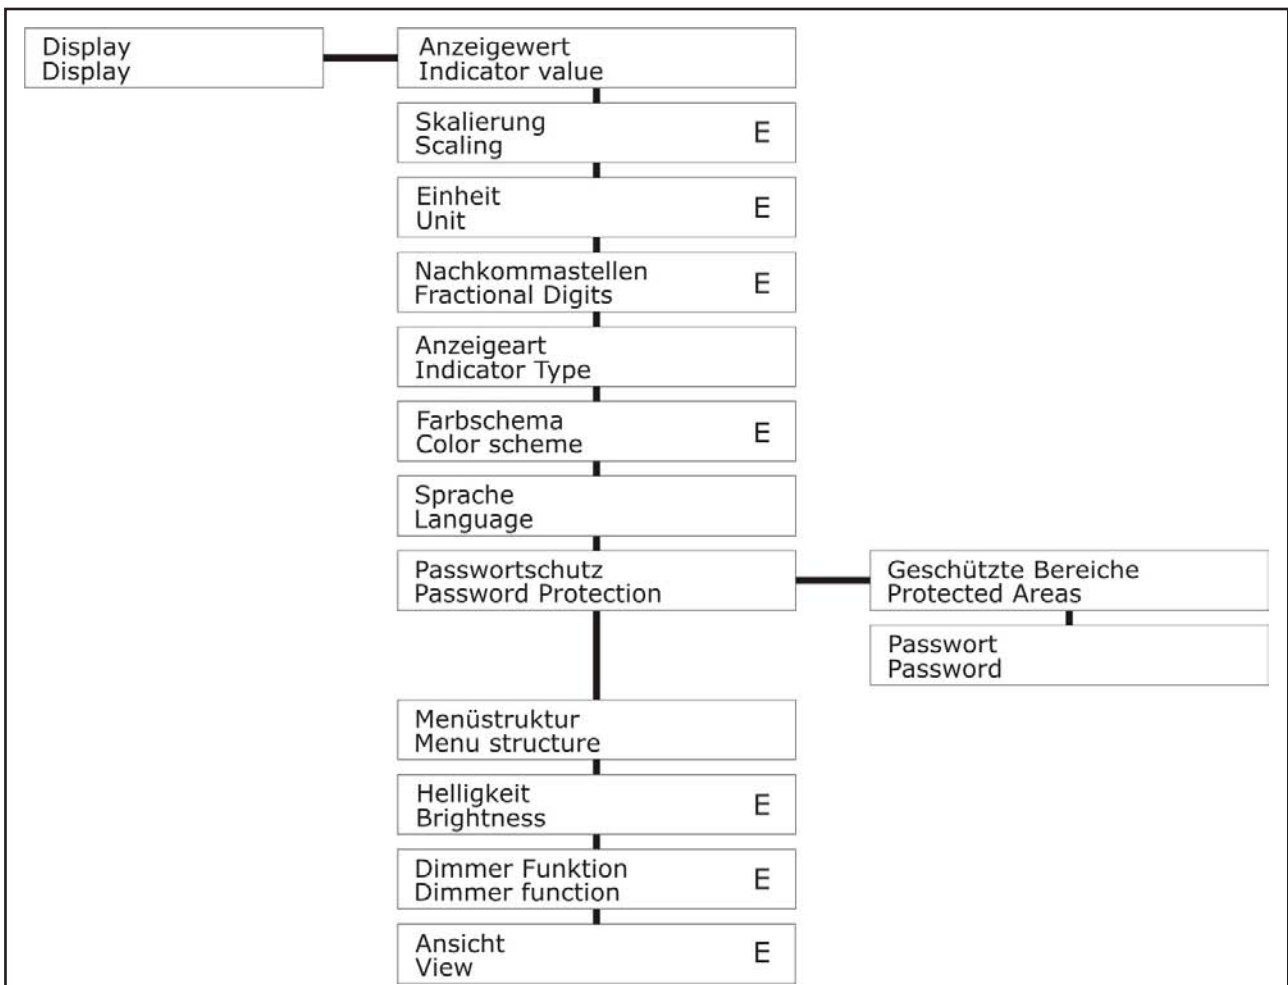 Display
Display
Anzeigewert
Indicator value
Skalierung
Scaling
E
Einheit
Unit
E
Nachkommastellen
Fractional Digits
E
Anzeigeart
Indicator Type
Farbschema
Color scheme
E
Sprache
Language
Passwortschutz
Password Protection
Geschützte Bereiche
Protected Areas
Passwort
Password
Menüstruktur
Menu structure
Helligkeit
Brightness
E
Dimmer Funktion
Dimmer function
E
Ansicht
View
E